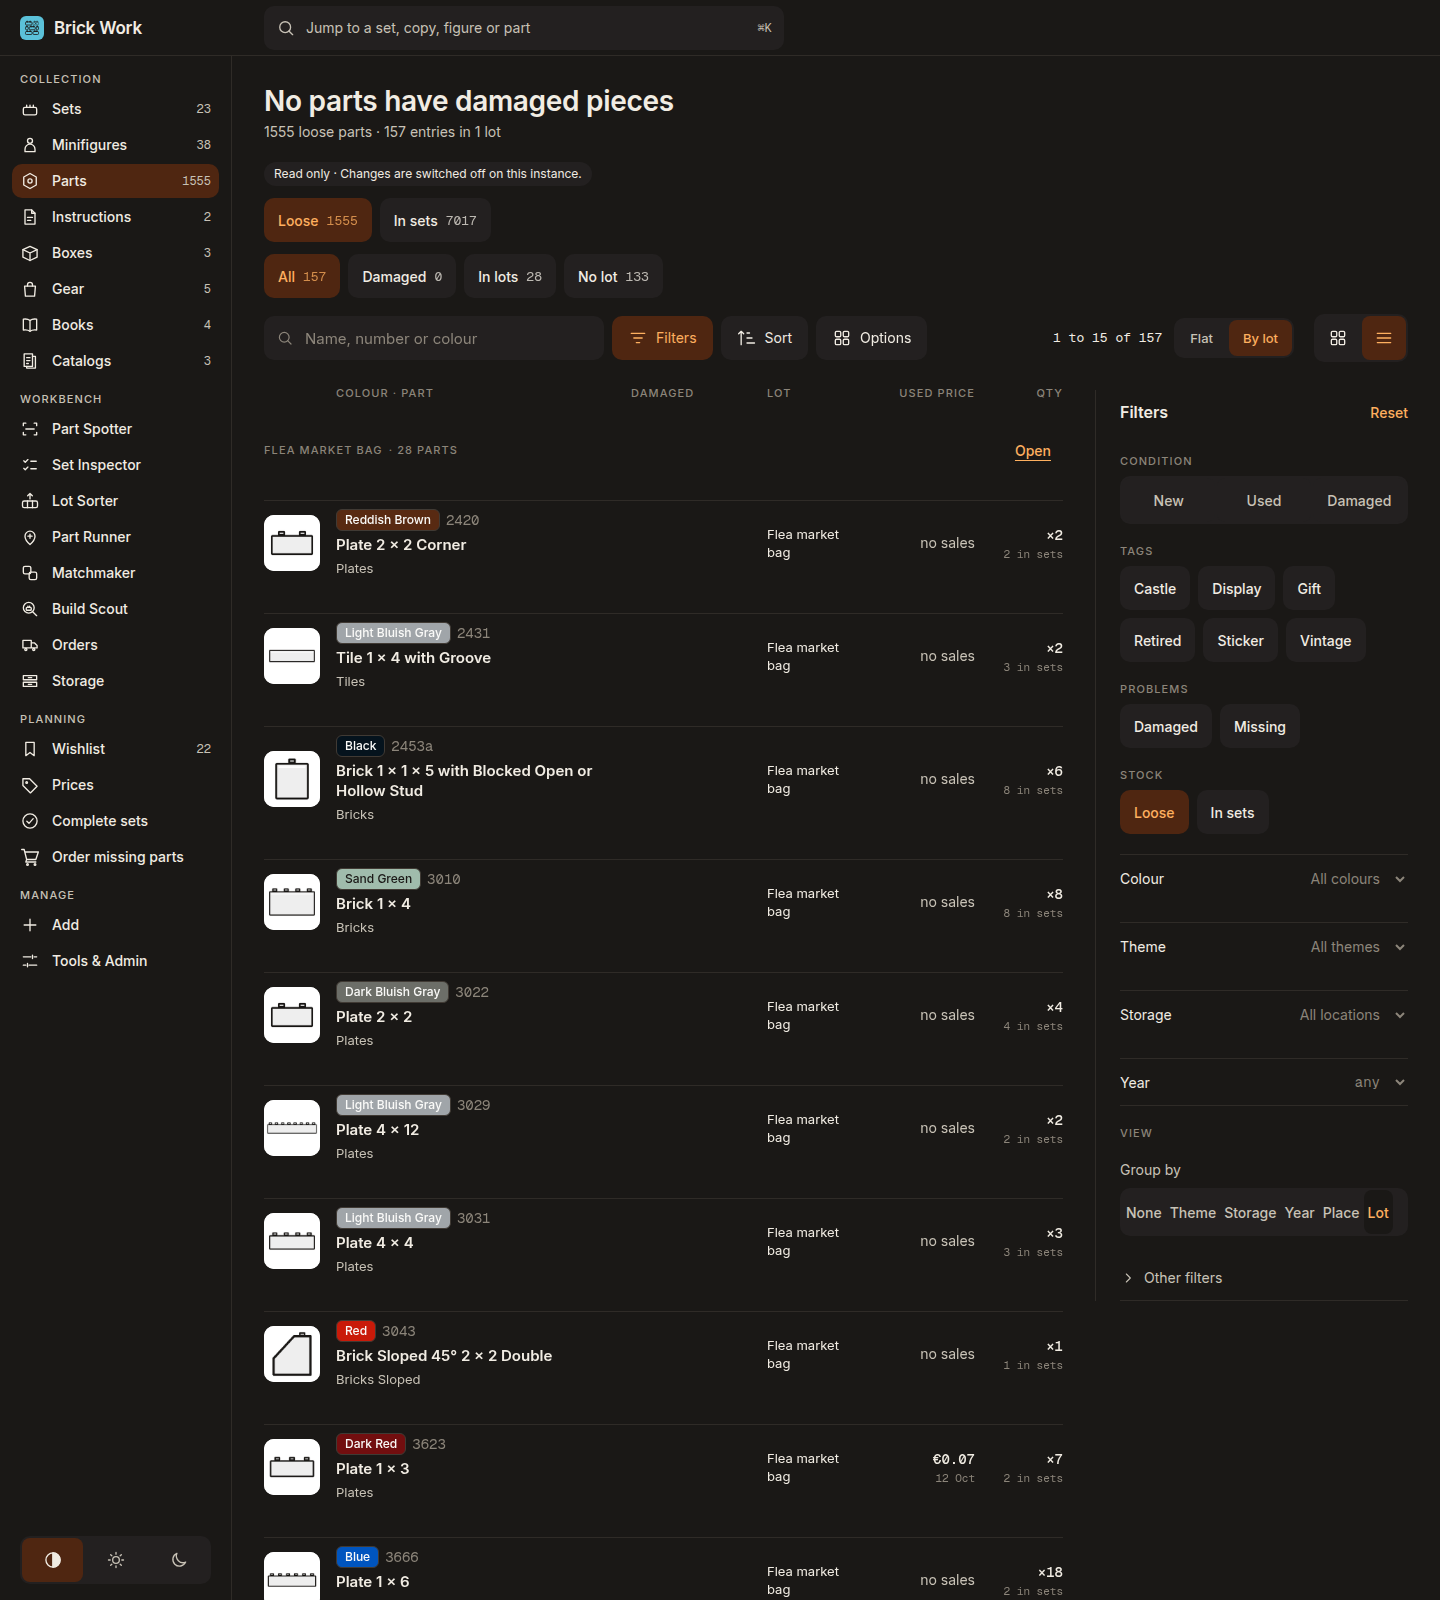 Brick Work
Jump to a set, copy, figure or part
⌘K
COLLECTION
Sets 23
Minifigures 38
Parts 1555
Instructions 2
Boxes 3
Gear 5
Books 4
Catalogs 3
WORKBENCH
Part Spotter
Set Inspector
Lot Sorter
Part Runner
Matchmaker
Build Scout
Orders
Storage
PLANNING
Wishlist 22
Prices
Complete sets
Order missing parts
MANAGE
Add
Tools & Admin
No parts have damaged pieces
1555 loose parts · 157 entries in 1 lot
Read only · Changes are switched off on this instance.
Loose 1555 In sets 7017
All 157 Damaged 0 In lots 28 No lot 133
Name, number or colour Filters Sort Options 1 to 15 of 157 Flat By lot
COLOUR · PART DAMAGED LOT USED PRICE QTY
FLEA MARKET BAG · 28 PARTS Open
Reddish Brown 2420
Plate 2 × 2 Corner
Plates
Flea market
bag
no sales
×2
2 in sets
Light Bluish Gray 2431
Tile 1 × 4 with Groove
Tiles
Flea market
bag
no sales
×2
3 in sets
Black 2453a
Brick 1 × 1 × 5 with Blocked Open or
Hollow Stud
Bricks
Flea market
bag
no sales
×6
8 in sets
Sand Green 3010
Brick 1 × 4
Bricks
Flea market
bag
no sales
×8
8 in sets
Dark Bluish Gray 3022
Plate 2 × 2
Plates
Flea market
bag
no sales
×4
4 in sets
Light Bluish Gray 3029
Plate 4 × 12
Plates
Flea market
bag
no sales
×2
2 in sets
Light Bluish Gray 3031
Plate 4 × 4
Plates
Flea market
bag
no sales
×3
3 in sets
Red 3043
Brick Sloped 45° 2 × 2 Double
Bricks Sloped
Flea market
bag
no sales
×1
1 in sets
Dark Red 3623
Plate 1 × 3
Plates
Flea market
bag
€0.07
12 Oct
×7
2 in sets
Blue 3666
Plate 1 × 6
Flea market
bag
no sales
×18
2 in sets
Filters Reset
CONDITION
New Used Damaged
TAGS
Castle Display Gift
Retired Sticker Vintage
PROBLEMS
Damaged Missing
STOCK
Loose In sets
Colour All colours
Theme All themes
Storage All locations
Year any
VIEW
Group by
None Theme Storage Year Place Lot
Other filters